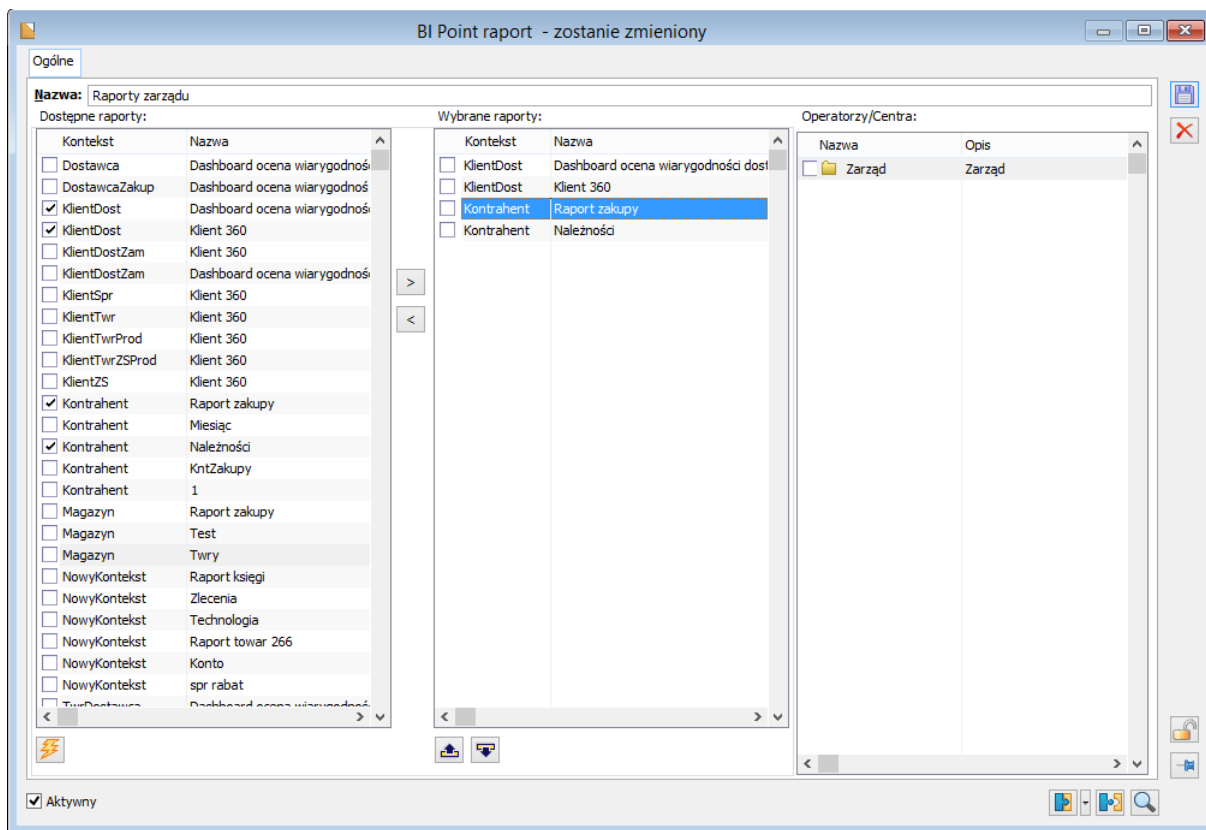 BI Point raport - zostanie zmieniony
Ogólne
Nazwa: Raporty zarządu
Dostępne raporty:
Kontekst Nazwa
Dostawca Dashboard ocena wiarygodnoś
DostawcaZakup Dashboard ocena wiarygodnoś
KlientDost Dashboard ocena wiarygodnoś
KlientDost Klient 360
KlientDostZam Klient 360
KlientDostZam Dashboard ocena wiarygodnoś
KlientSpr Klient 360
KlientTwr Klient 360
KlientTwrProd Klient 360
KlientTwrZSProd Klient 360
KlientZS Klient 360
Kontrahent Raport zakupy
Kontrahent Miesiąc
Kontrahent Należności
Kontrahent KntZakupy
Kontrahent 1
Magazyn Raport zakupy
Magazyn Test
Magazyn Twry
NowyKontekst Raport księgi
NowyKontekst Zlecenia
NowyKontekst Technologia
NowyKontekst Raport towar 266
NowyKontekst Konto
NowyKontekst spr rabat
TwrDostawca Dashboard ocena wiarygodnoś
>
<
Wybrane raporty:
Kontekst Nazwa
KlientDost Dashboard ocena wiarygodności dost
KlientDost Klient 360
Kontrahent Raport zakupy
Kontrahent Należności
Operatorzy/Centra:
Nazwa Opis
Zarząd Zarząd
Aktywny